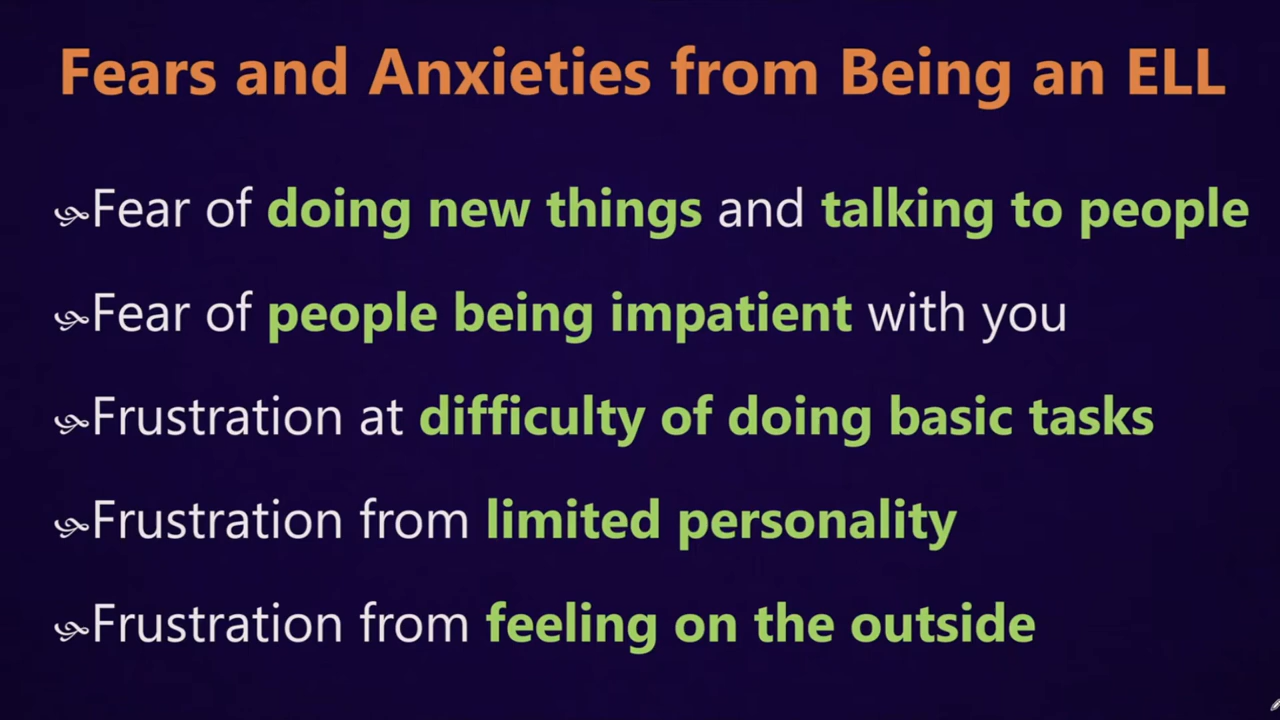 Fears and Anxieties from Being an ELL
Fear of doing new things and talking to people
Fear of people being impatient with you
Frustration at difficulty of doing basic tasks
Frustration from limited personality
Frustration from feeling on the outside